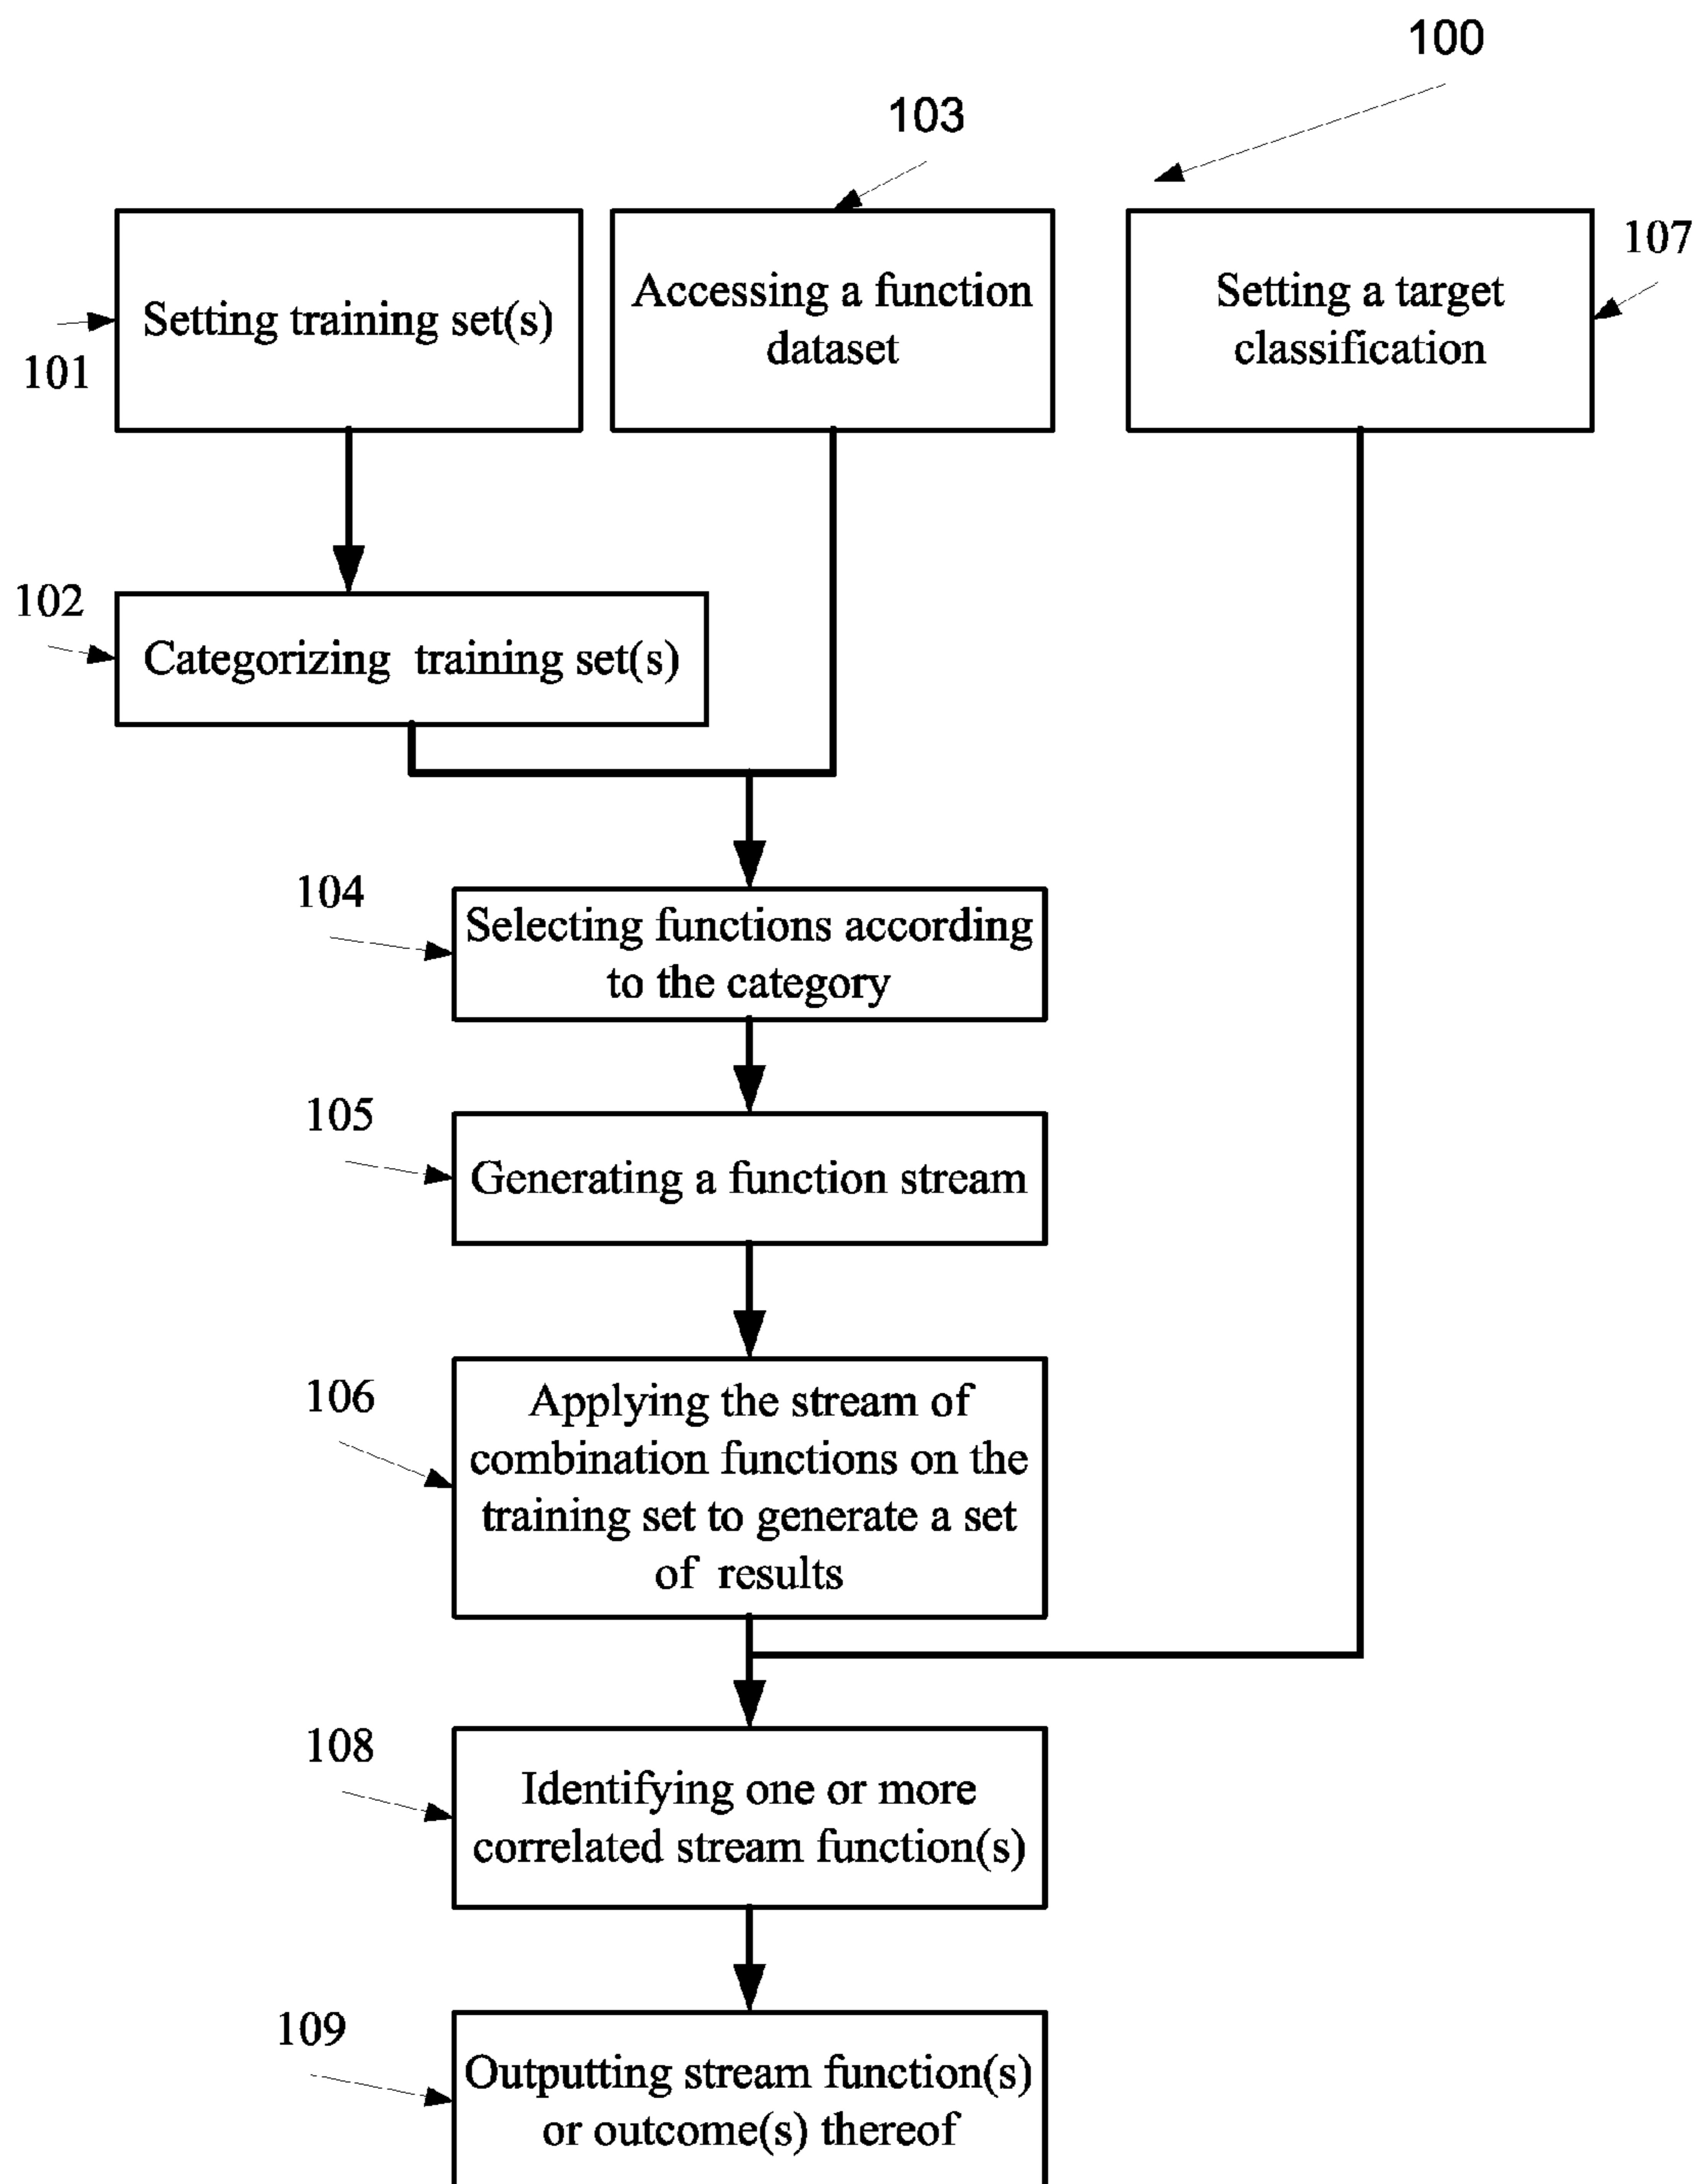 100
103
107
Setting training set(s)
101
Accessing a function
dataset
Setting a target
classification
102
Categorizing training set(s)
104
Selecting functions according
to the category
105
Generating a function stream
106
Applying the stream of
combination functions on the
training set to generate a set
of results
108
Identifying one or more
correlated stream function(s)
109
Outputting stream function(s)
or outcome(s) thereof